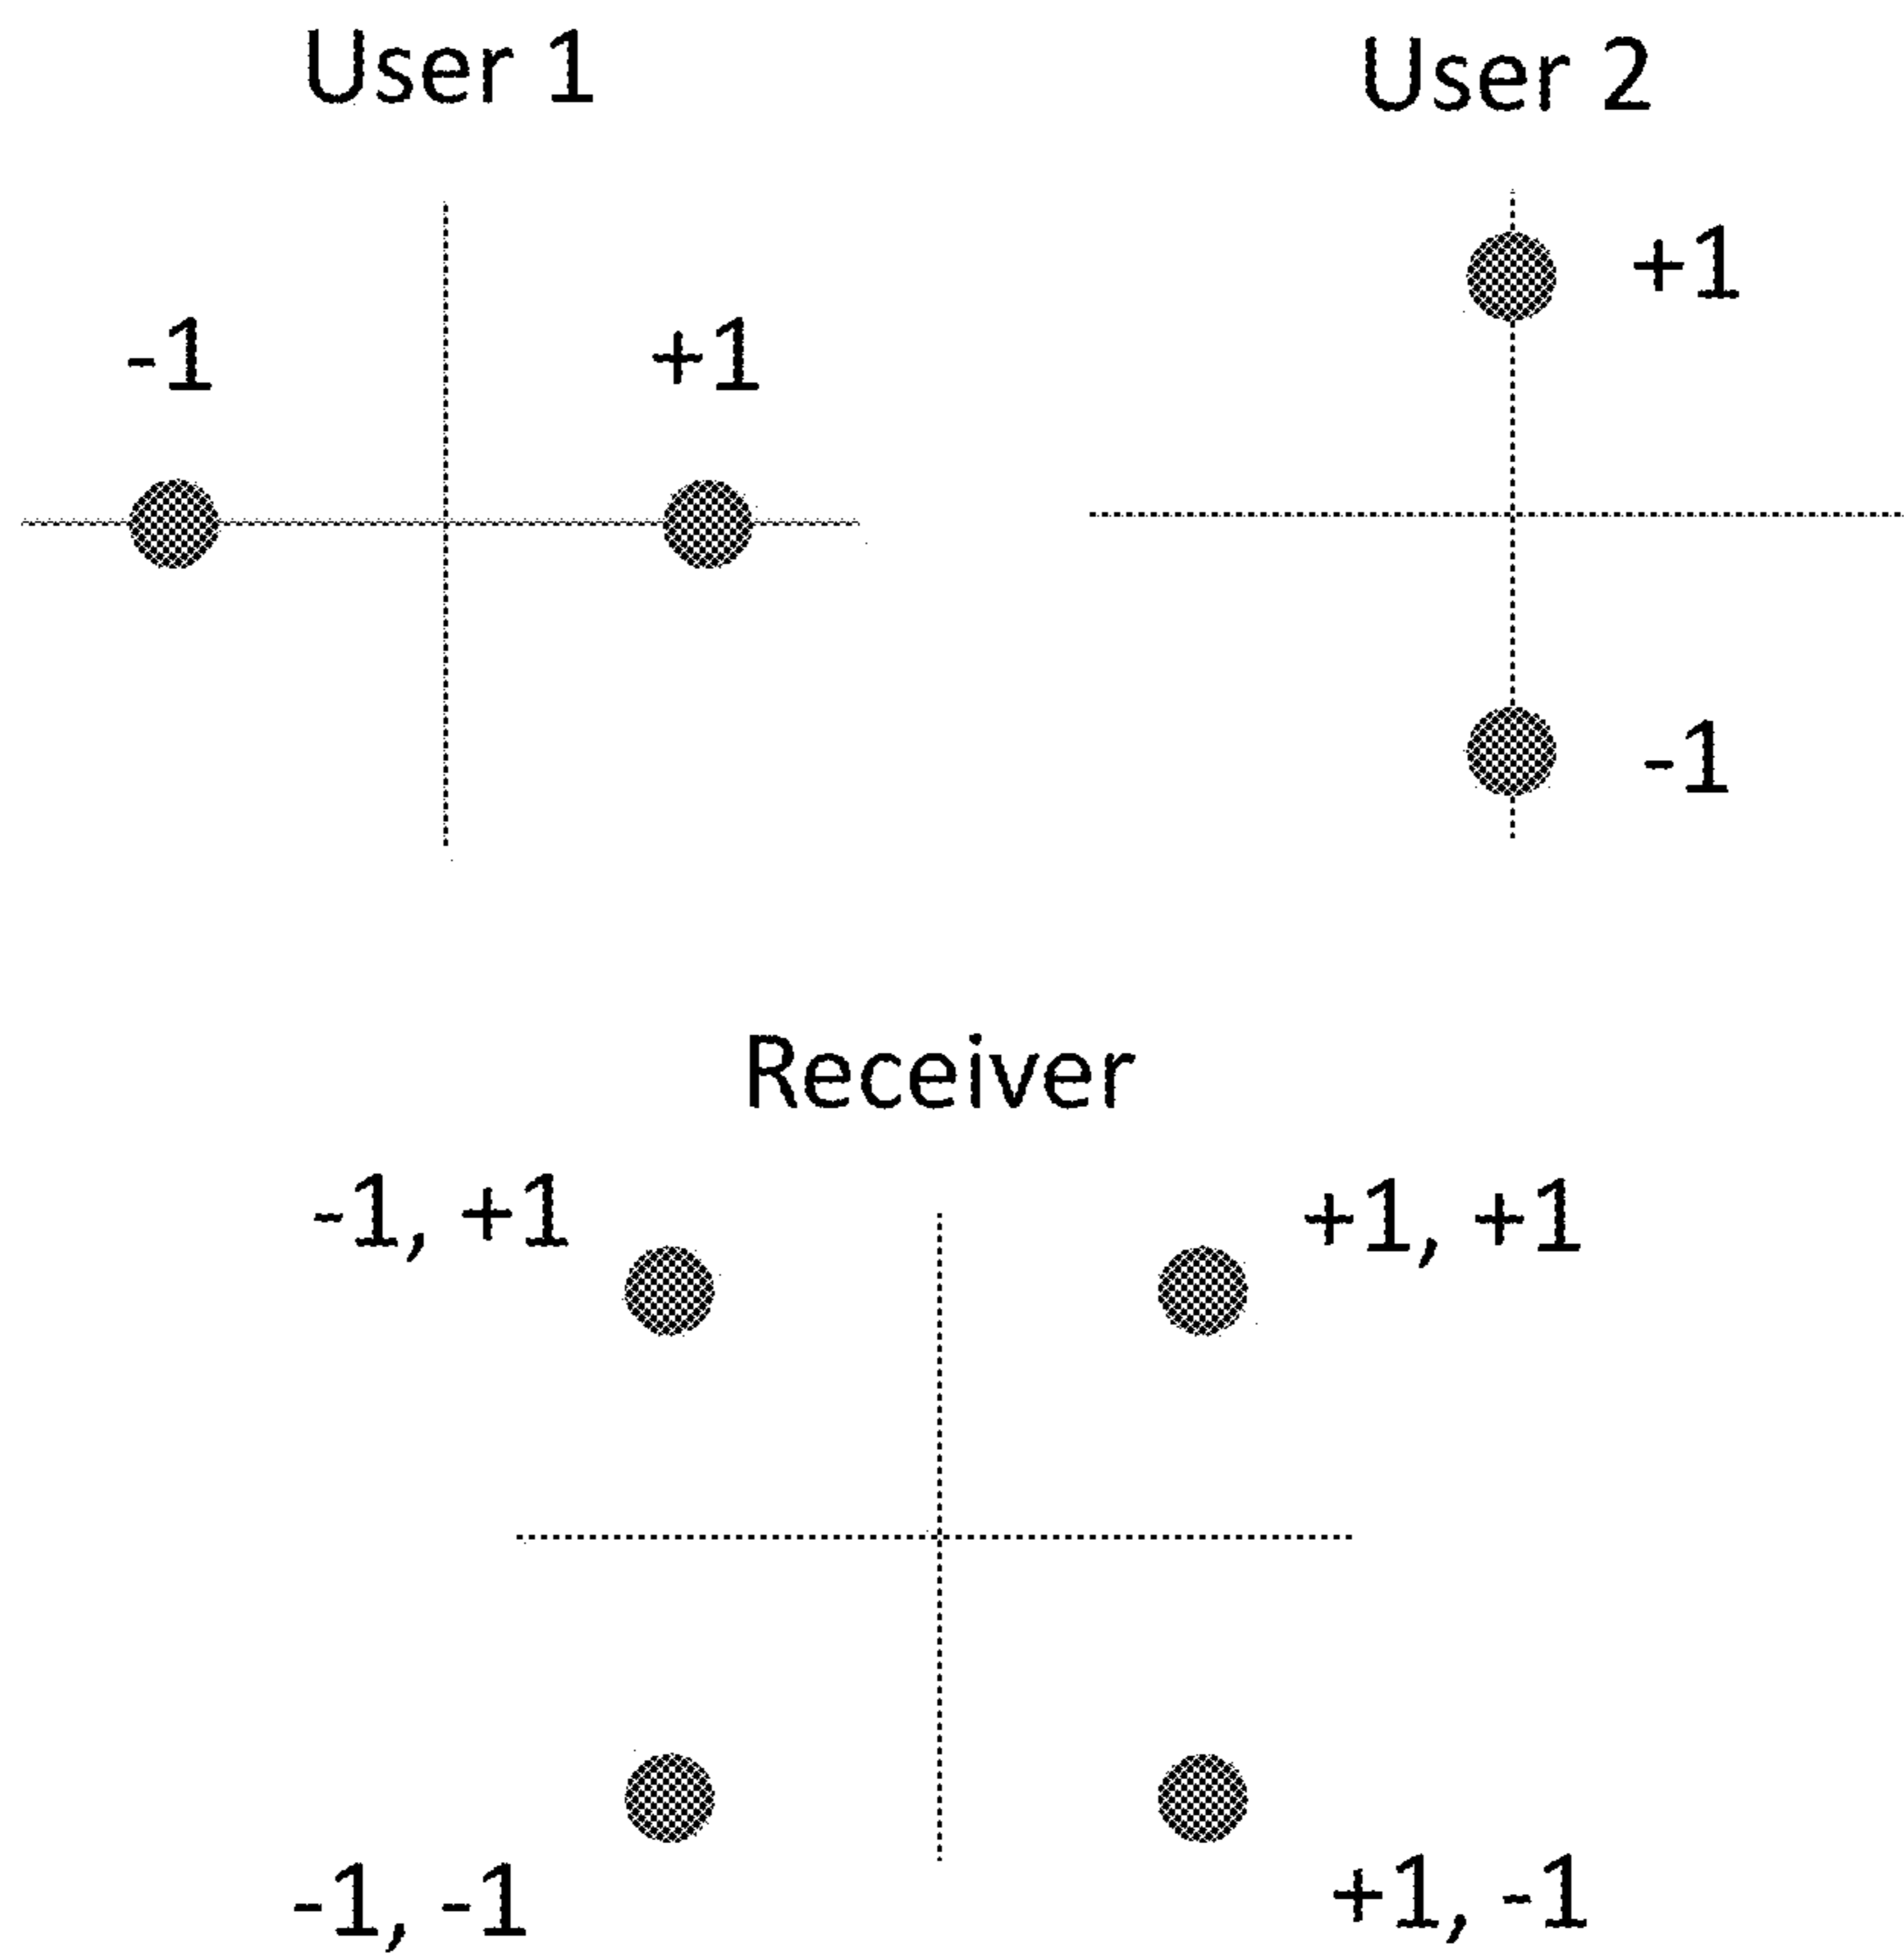 User 1
User 2
-1
+1
+1
-1
Receiver
-1, +1
+1, +1
-1, -1
+1, -1